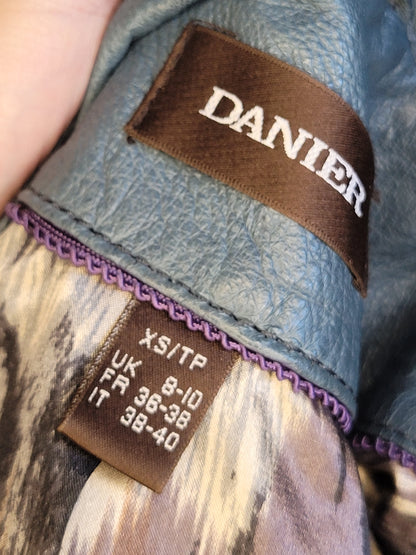 DANIER
XS/TP
UK 8-10
FR 36-38
IT 38-40